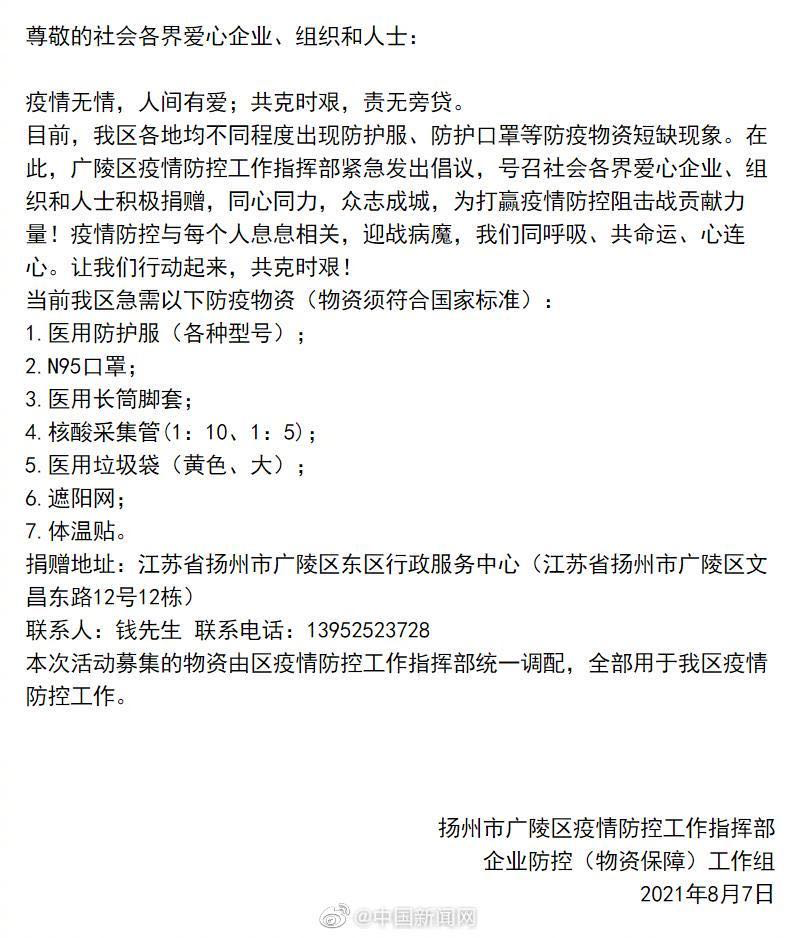 尊敬的社会各界爱心企业、组织和人士：
疫情无情，人间有爱；共克时艰，责无旁贷。
目前，我区各地均不同程度出现防护服、防护口罩等防疫物资短缺现象。在
此，广陵区疫情防控工作指挥部紧急发出倡议，号召社会各界爱心企业、组
织和人士积极捐赠，同心同力，众志成城，为打赢疫情防控阻击战贡献力
量！疫情防控与每个人息息相关，迎战病魔，我们同呼吸、共命运、心连
心。让我们行动起来，共克时艰！
当前我区急需以下防疫物资（物资须符合国家标准）：
1.医用防护服（各种型号）；
2.N95口罩；
3.医用长筒脚套；
4.核酸采集管(1：10、1：5)；
5.医用垃圾袋（黄色、大）；
6.遮阳网；
7.体温贴。
捐赠地址：江苏省扬州市广陵区东区行政服务中心（江苏省扬州市广陵区文
昌东路12号12栋）
联系人：钱先生 联系电话：13952523728
本次活动募集的物资由区疫情防控工作指挥部统一调配，全部用于我区疫情
防控工作。
扬州市广陵区疫情防控工作指挥部
企业防控（物资保障）工作组
2021年8月7日
@中国新闻网